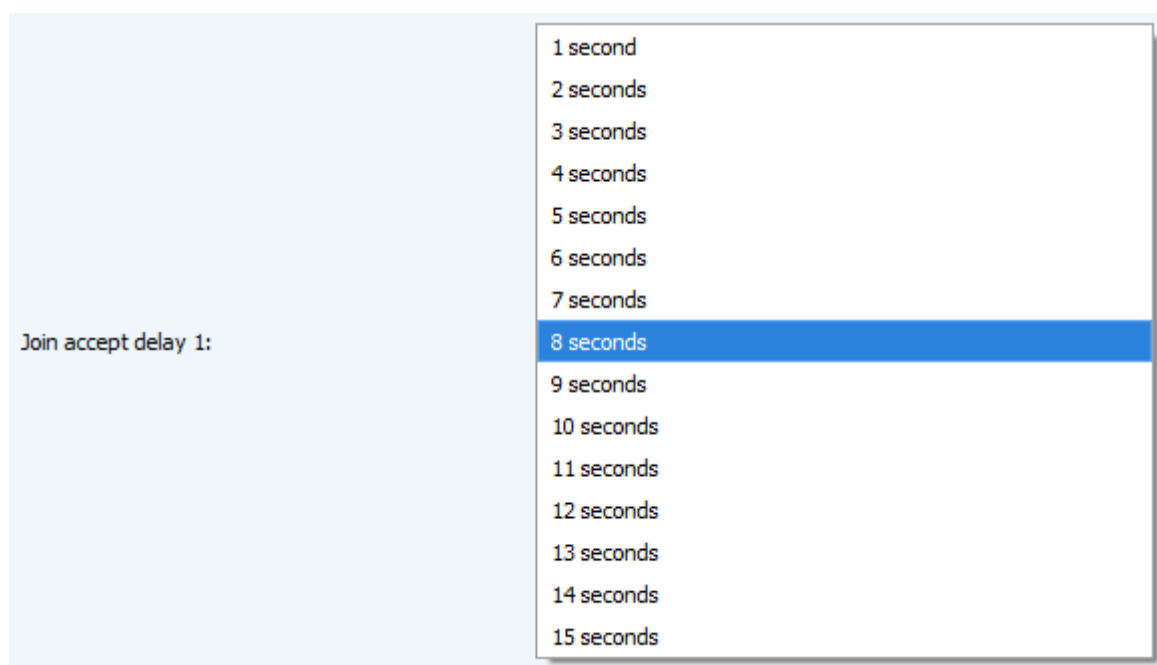 1 second
2 seconds
3 seconds
4 seconds
5 seconds
6 seconds
7 seconds
Join accept delay 1:
8 seconds
9 seconds
10 seconds
11 seconds
12 seconds
13 seconds
14 seconds
15 seconds